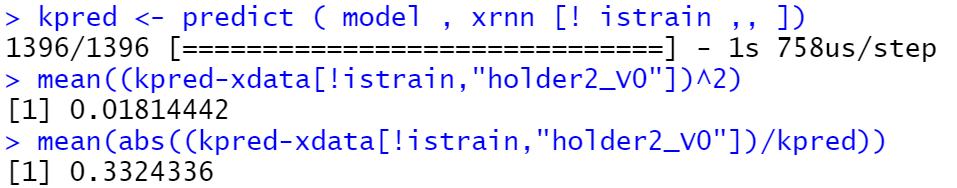 > kpred <- predict ( model , xrnn [! istrain ,, ])
1396/1396 [==============================] - 1s 758us/step
> mean((kpred-xdata[!istrain,"holder2_V0"])^2)
[1] 0.01814442
> mean(abs((kpred-xdata[!istrain,"holder2_V0"])/kpred))
[1] 0.3324336